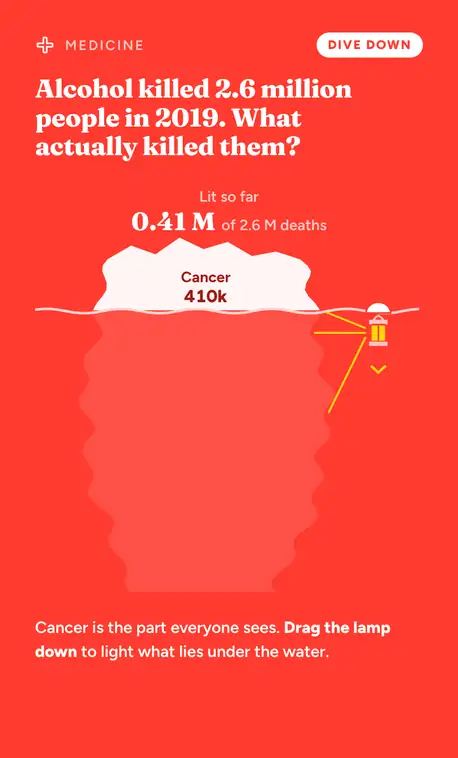 MEDICINE
DIVE DOWN
Alcohol killed 2.6 million
people in 2019. What
actually killed them?
Lit so far
0.41 M of 2.6 M deaths
Cancer
410k
Cancer is the part everyone sees. Drag the lamp
down to light what lies under the water.